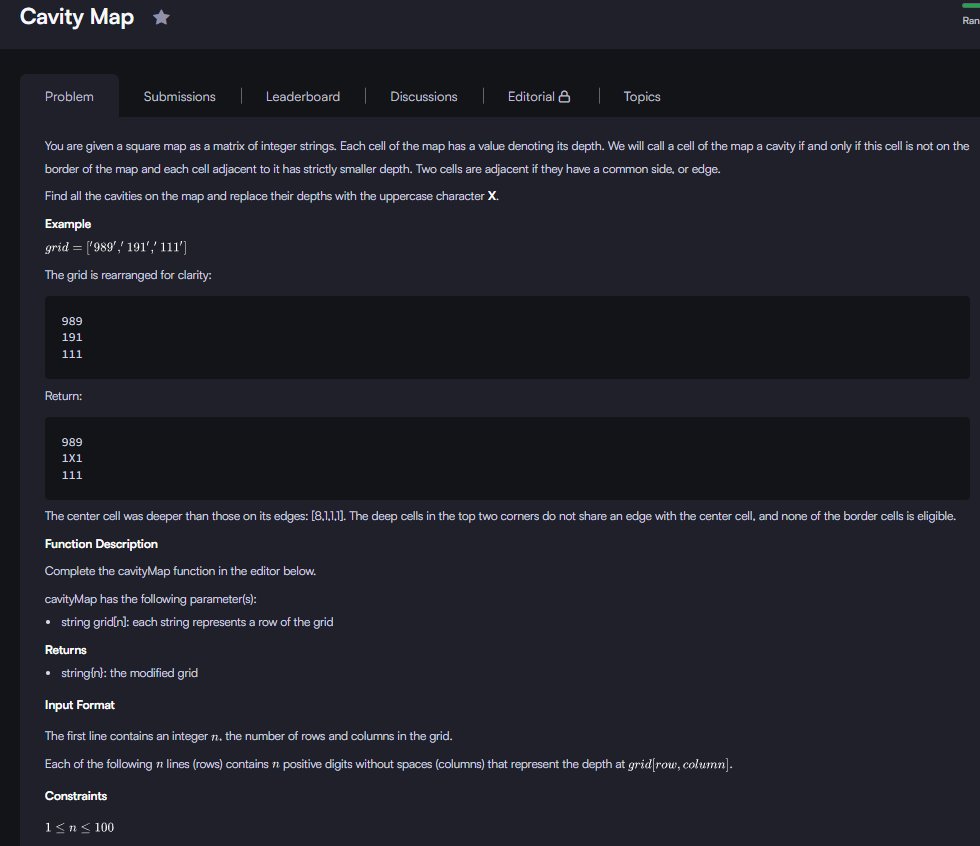 Cavity Map
Ran
Problem
Submissions
Leaderboard
Discussions
Editorial
Topics
You are given a square map as a matrix of integer strings. Each cell of the map has a value denoting its depth. We will call a cell of the map a cavity if and only if this cell is not on the
border of the map and each cell adjacent to it has strictly smaller depth. Two cells are adjacent if they have a common side, or edge.
Find all the cavities on the map and replace their depths with the uppercase character X.
Example
grid = ['989','191','111']
The grid is rearranged for clarity:
989
191
111
Return:
989
1X1
111
The center cell was deeper than those on its edges: [8,1,1,1]. The deep cells in the top two corners do not share an edge with the center cell, and none of the border cells is eligible.
Function Description
Complete the cavityMap function in the editor below.
cavityMap has the following parameter(s):
• string grid[n]: each string represents a row of the grid
Returns
• string{n}: the modified grid
Input Format
The first line contains an integer n, the number of rows and columns in the grid.
Each of the following n lines (rows) contains n positive digits without spaces (columns) that represent the depth at grid[row, column].
Constraints
1 ≤ n ≤ 100